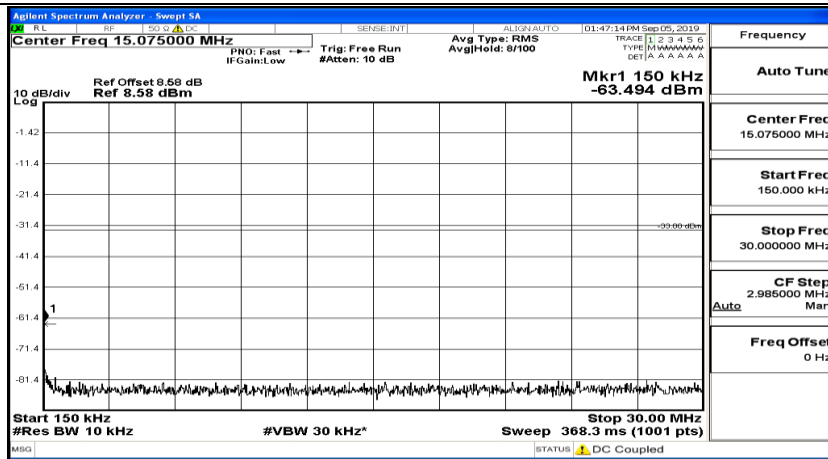 Agilent Spectrum Analyzer - Swept SA
LXI RL RF 50 Ω DC SENSE:INT ALIGN AUTO 01:47:14 PM Sep 05, 2019
Center Freq 15.075000 MHz
PNO: Fast
IFGain:Low
Trig: Free Run
#Atten: 10 dB
Avg Type: RMS
Avg|Hold: 8/100
TRACE 1 2 3 4 5 6
TYPE M W W W W W
DET A A A A A A
Mkr1 150 kHz
-63.494 dBm
Ref Offset 8.58 dB
Ref 8.58 dBm
10 dB/div
Log
-1.42
-11.4
-21.4
-31.4
-33.00 dBm
-41.4
-51.4
-61.4
1
-71.4
-81.4
Start 150 kHz
Stop 30.00 MHz
#Res BW 10 kHz
#VBW 30 kHz*
Sweep 368.3 ms (1001 pts)
MSG
STATUS DC Coupled
Frequency
Auto Tune
Center Freq
15.075000 MHz
Start Freq
150.000 kHz
Stop Freq
30.000000 MHz
CF Step
2.985000 MHz
Auto Man
Freq Offset
0 Hz